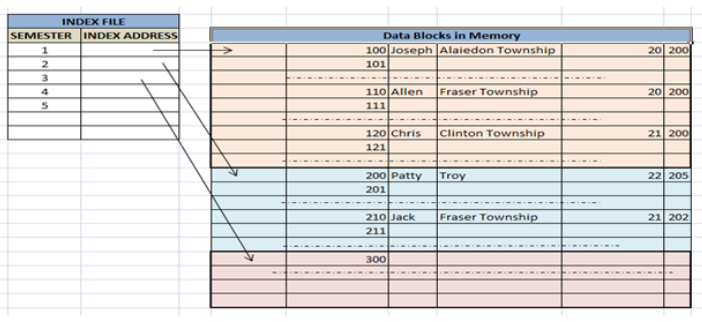 INDEX FILE
SEMESTER INDEX ADDRESS
1
2
3
4
5
Data Blocks in Memory
100 Joseph Alaiedon Township 20 200
101
110 Allen Fraser Township 20 200
111
120 Chris Clinton Township 21 200
121
200 Patty Troy 22 205
201
210 Jack Fraser Township 21 202
211
300